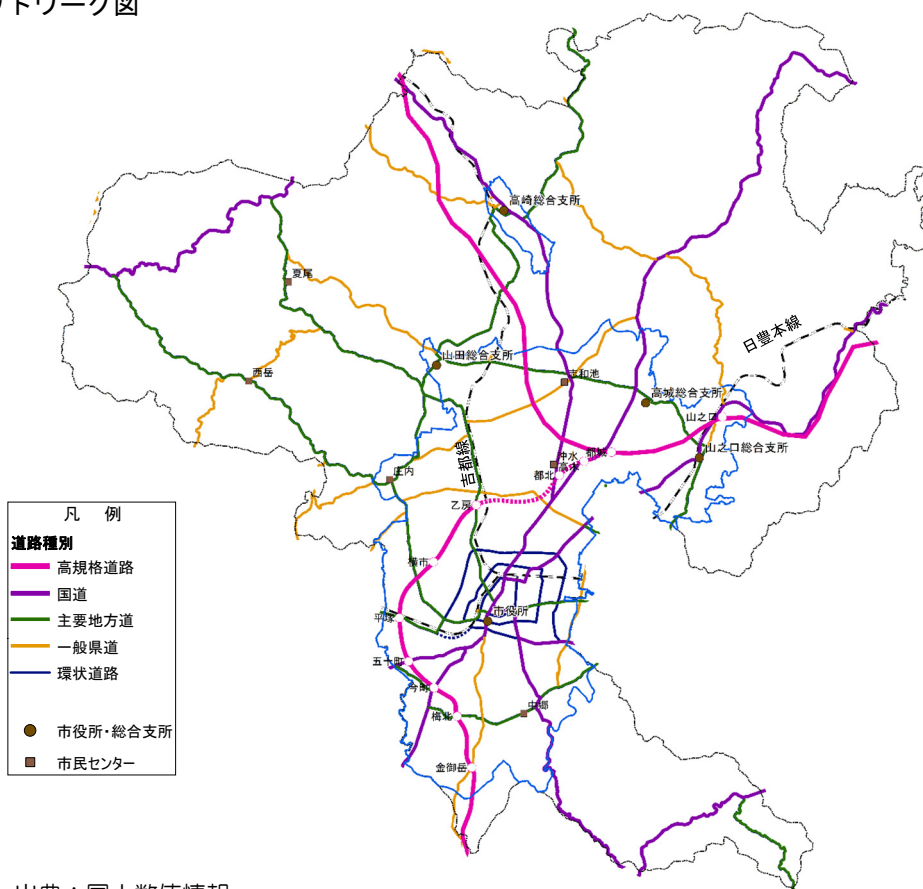 トワーク図
高崎総合支所
夏尾
日豊本線
山田総合支所
志和池
西岳
高城総合支所
山之口
山之口総合支所
吉都線
都城
沖水
高木
都北
庄内
乙房
横市
平塚
市役所
五十町
今町
梅北
中郷
金御岳
凡 例
道路種別
高規格道路
国道
主要地方道
一般県道
環状道路
市役所・総合支所
市民センター
出典：国土数値情報